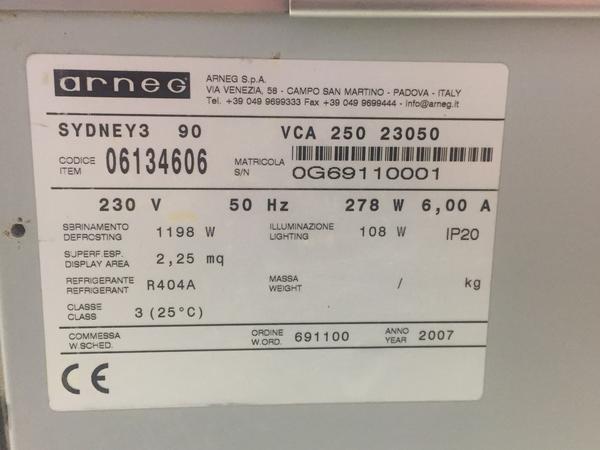 arneg
ARNEG S.p.A.
VIA VENEZIA, 58 - CAMPO SAN MARTINO - PADOVA - ITALY
Tel. +39 049 9699333 Fax +39 049 9699444 - info@arneg.it
SYDNEY3 90 VCA 250 23050
CODICE
ITEM
06134606
MATRICOLA
S/N
0G69110001
230 V 50 Hz 278 W 6,00 A
SBRINAMENTO
DEFROSTING
1198 W
ILLUMINAZIONE
LIGHTING
108 W
IP20
SUPERF.ESP.
DISPLAY AREA
2,25 mq
REFRIGERANTE
REFRIGERANT
R404A
MASSA
WEIGHT
/ kg
CLASSE
CLASS
3 (25°C)
COMMESSA
W.SCHED.
ORDINE
W.ORD.
691100
ANNO
YEAR
2007
CE